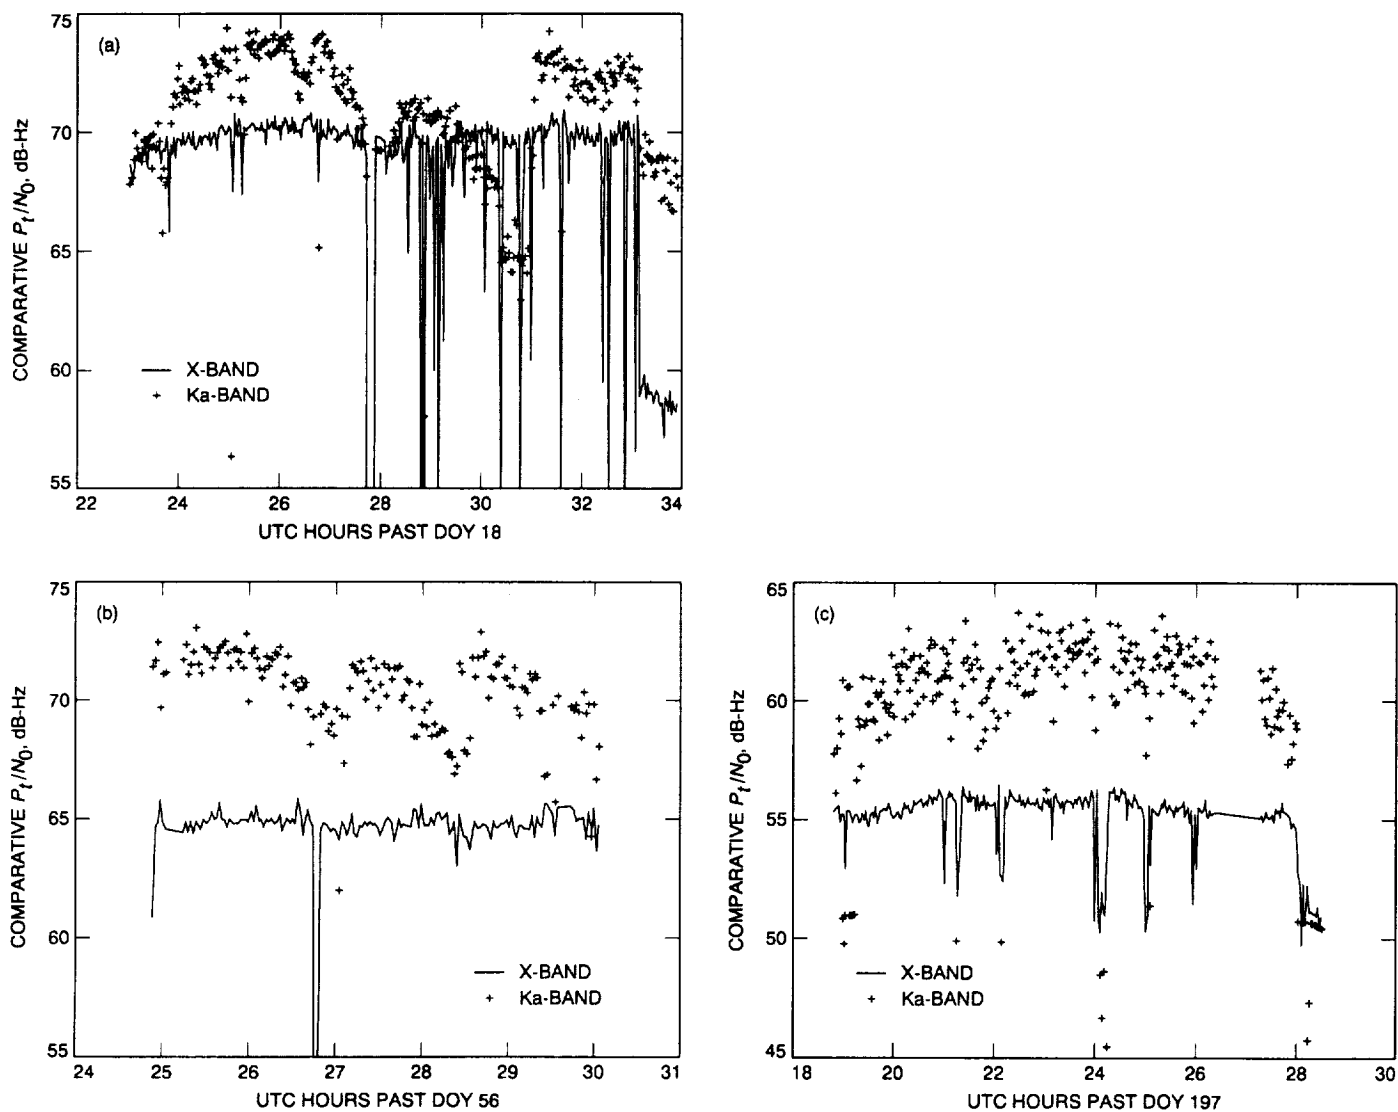 (a)
COMPARATIVE Pt/N0, dB-Hz
75
70
65
60
55
X-BAND
Ka-BAND
22 24 26 28 30 32 34
UTC HOURS PAST DOY 18
(b)
COMPARATIVE Pt/N0, dB-Hz
75
70
65
60
55
X-BAND
Ka-BAND
24 25 26 27 28 29 30 31
UTC HOURS PAST DOY 56
(c)
COMPARATIVE Pt/N0, dB-Hz
65
60
55
50
45
X-BAND
Ka-BAND
18 20 22 24 26 28 30
UTC HOURS PAST DOY 197